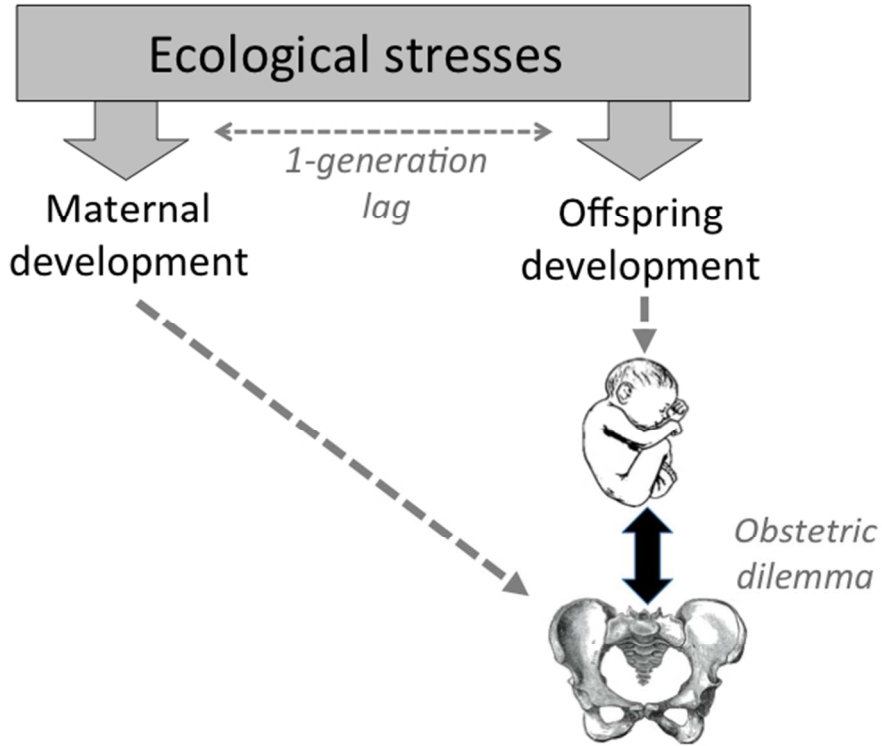 Ecological stresses
1-generation
lag
Maternal
development
Offspring
development
Obstetric
dilemma